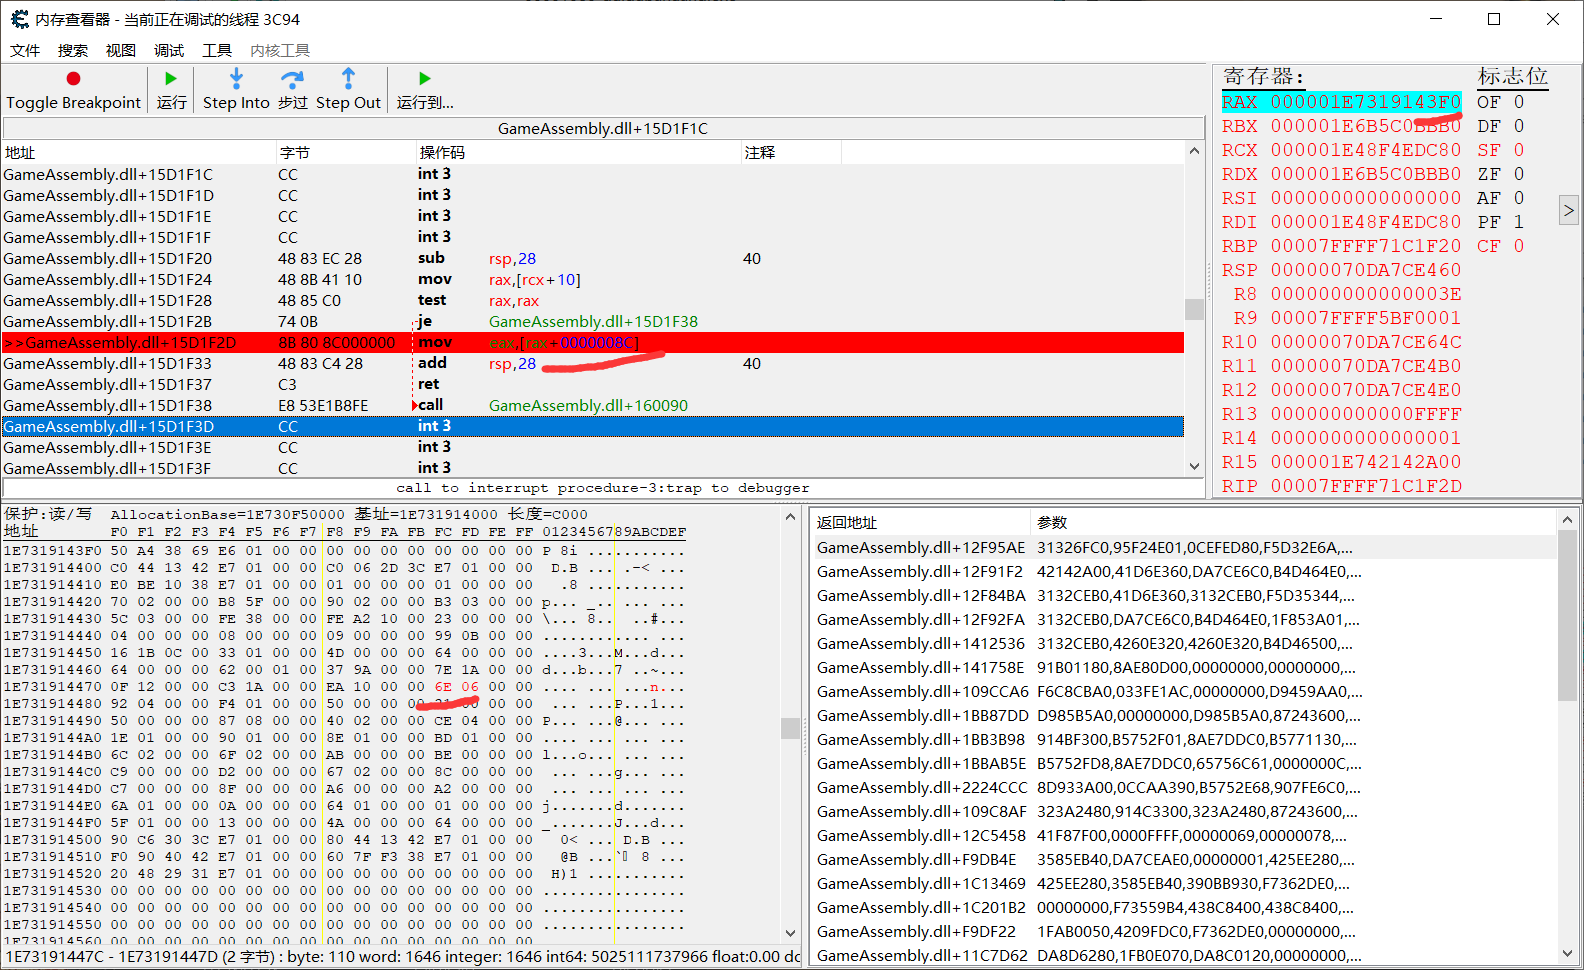 内存查看器 - 当前正在调试的线程 3C94
文件 搜索 视图 调试 工具 内核工具
Toggle Breakpoint 运行 Step Into 步过 Step Out 运行到...
GameAssembly.dll+15D1F1C
地址 字节 操作码 注释
GameAssembly.dll+15D1F1C CC int 3
GameAssembly.dll+15D1F1D CC int 3
GameAssembly.dll+15D1F1E CC int 3
GameAssembly.dll+15D1F1F CC int 3
GameAssembly.dll+15D1F20 48 83 EC 28 sub rsp,28 40
GameAssembly.dll+15D1F24 48 8B 41 10 mov rax,[rcx+10]
GameAssembly.dll+15D1F28 48 85 C0 test rax,rax
GameAssembly.dll+15D1F2B 74 0B je GameAssembly.dll+15D1F38
>>GameAssembly.dll+15D1F2D 8B 80 8C000000 mov eax,[rax+0000008C]
GameAssembly.dll+15D1F33 48 83 C4 28 add rsp,28 40
GameAssembly.dll+15D1F37 C3 ret
GameAssembly.dll+15D1F38 E8 53E1B8FE call GameAssembly.dll+160090
GameAssembly.dll+15D1F3D CC int 3
GameAssembly.dll+15D1F3E CC int 3
GameAssembly.dll+15D1F3F CC int 3
call to interrupt procedure-3:trap to debugger
寄存器: 标志位
RAX 000001E7319143F0 OF 0
RBX 000001E6B5C0BBB0 DF 0
RCX 000001E48F4EDC80 SF 0
RDX 000001E6B5C0BBB0 ZF 0
RSI 0000000000000000 AF 0
RDI 000001E48F4EDC80 PF 1
RBP 00007FFFF71C1F20 CF 0
RSP 00000070DA7CE460
R8 000000000000003E
R9 00007FFFF5BF0001
R10 00000070DA7CE64C
R11 00000070DA7CE4B0
R12 00000070DA7CE4E0
R13 000000000000FFFF
R14 0000000000000001
R15 000001E742142A00
RIP 00007FFFF71C1F2D
>
保护:读/写 AllocationBase=1E730F50000 基址=1E731914000 长度=C000
地址 F0 F1 F2 F3 F4 F5 F6 F7 F8 F9 FA FB FC FD FE FF 0123456789ABCDEF
1E7319143F0 50 A4 38 69 E6 01 00 00 00 00 00 00 00 00 00 00 P 8i ...........
1E731914400 C0 44 13 42 E7 01 00 00 C0 06 2D 3C E7 01 00 00 D.B ... .-< ...
1E731914410 E0 BE 10 38 E7 01 00 00 01 00 00 00 01 00 00 00 .8 ...........
1E731914420 70 02 00 00 B8 5F 00 00 90 02 00 00 B3 03 00 00 p... _.. ... ...
1E731914430 5C 03 00 00 FE 38 00 00 FE A2 10 00 23 00 00 00 \... 8.. ..#...
1E731914440 04 00 00 00 08 00 00 00 09 00 00 00 99 0B 00 00 ............ ...
1E731914450 16 1B 0C 00 33 01 00 00 4D 00 00 00 64 00 00 00 ....3...M...d...
1E731914460 64 00 00 00 62 00 01 00 37 9A 00 00 7E 1A 00 00 d...b...7 ..~...
1E731914470 0F 12 00 00 C3 1A 00 00 EA 10 00 00 6E 06 00 00 .... ... ...n...
1E731914480 92 04 00 00 F4 01 00 00 50 00 00 00 31 00 00 00 ... ...P...1...
1E731914490 50 00 00 00 87 08 00 00 40 02 00 00 CE 04 00 00 P... ...@... ...
1E7319144A0 1E 01 00 00 90 01 00 00 8E 01 00 00 BD 01 00 00 .... ... ... ...
1E7319144B0 6C 02 00 00 6F 02 00 00 AB 00 00 00 BE 00 00 00 l...o... ... ...
1E7319144C0 C9 00 00 00 D2 00 00 00 67 02 00 00 8C 00 00 00 ... ...g... ...
1E7319144D0 C7 00 00 00 8F 00 00 00 A6 00 00 00 A2 00 00 00 ... ... ... ...
1E7319144E0 6A 01 00 00 0A 00 00 00 64 01 00 00 01 00 00 00 j.......d.......
1E7319144F0 5F 01 00 00 13 00 00 00 4A 00 00 00 64 00 00 00 _.......J...d...
1E731914500 90 C6 30 3C E7 01 00 00 80 44 13 42 E7 01 00 00 0< ... D.B ...
1E731914510 F0 90 40 42 E7 01 00 00 60 7F F3 38 E7 01 00 00 @B ...` 8 ...
1E731914520 20 48 29 31 E7 01 00 00 00 00 00 00 00 00 00 00 H)1 ...........
1E731914530 00 00 00 00 00 00 00 00 00 00 00 00 00 00 00 00 ................
1E731914540 00 00 00 00 00 00 00 00 00 00 00 00 00 00 00 00 ................
1E731914550 00 00 00 00 00 00 00 00 00 00 00 00 00 00 00 00 ................
1E731914560 00 00 00 00 00 00 00 00 00 00 00 00 00 00 00 00
1E73191447C - 1E73191447D (2 字节) : byte: 110 word: 1646 integer: 1646 int64: 5025111737966 float:0.00 dc
返回地址 参数
GameAssembly.dll+12F95AE 31326FC0,95F24E01,0CEFED80,F5D32E6A,...
GameAssembly.dll+12F91F2 42142A00,41D6E360,DA7CE6C0,B4D464E0,...
GameAssembly.dll+12F84BA 3132CEB0,41D6E360,3132CEB0,F5D35344,...
GameAssembly.dll+12F92FA 3132CEB0,DA7CE6C0,B4D464E0,1F853A01,...
GameAssembly.dll+1412536 3132CEB0,4260E320,4260E320,B4D46500,...
GameAssembly.dll+141758E 91B01180,8AE80D00,00000000,00000000,...
GameAssembly.dll+109CCA6 F6C8CBA0,033FE1AC,00000000,D9459AA0,...
GameAssembly.dll+1BB87DD D985B5A0,00000000,D985B5A0,87243600,...
GameAssembly.dll+1BB3B98 914BF300,B5752F01,8AE7DDC0,B5771130,...
GameAssembly.dll+1BBAB5E B5752FD8,8AE7DDC0,65756C61,0000000C,...
GameAssembly.dll+2224CCC 8D933A00,0CCAA390,B5752E68,907FE6C0,...
GameAssembly.dll+109C8AF 323A2480,914C3300,323A2480,87243600,...
GameAssembly.dll+12C5458 41F87F00,0000FFFF,00000069,00000078,...
GameAssembly.dll+F9DB4E 3585EB40,DA7CEAE0,00000001,425EE280,...
GameAssembly.dll+1C13469 425EE280,3585EB40,390BB930,F7362DE0,...
GameAssembly.dll+1C201B2 00000000,F73559B4,438C8400,438C8400,...
GameAssembly.dll+F9DF22 1FAB0050,4209FDC0,F7362DE0,00000000,...
GameAssembly.dll+11C7D62 DA8D6280,1FB0E070,DA8C0120,00000000,...